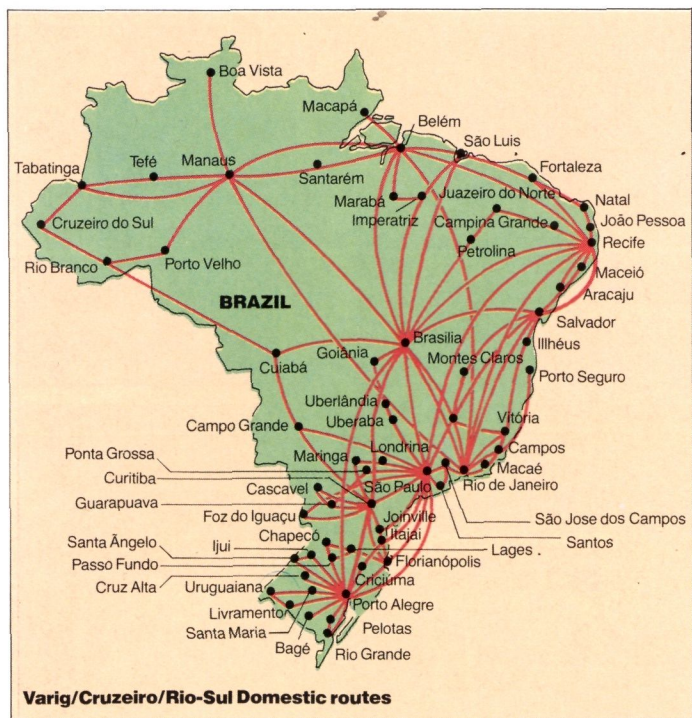 Boa Vista
Macapá
Belém
São Luis
Tabatinga
Tefé
Manaus
Santarém
Fortaleza
Marabá
Juazeiro do Norte
Natal
Imperatriz
Campina Grande
João Pessoa
Cruzeiro do Sul
Recife
Petrolina
Rio Branco
Porto Velho
Maceió
BRAZIL
Aracaju
Salvador
Brasilia
Illhéus
Goiânia
Cuiabá
Montes Claros
Porto Seguro
Uberlândia
Uberaba
Vitória
Campo Grande
Londrina
Campos
Ponta Grossa
Maringa
Macaé
Curitiba
São Paulo
Rio de Janeiro
Cascavel
Guarapuava
Foz do Iguaçu
Joinville
São Jose dos Campos
Chapecó
Itajai
Santos
Santa Ãngelo
Ijui
Lages .
Passo Fundo
Florianópolis
Cruz Alta
Criciúma
Uruguaiana
Porto Alegre
Livramento
Pelotas
Santa Maria
Bagé
Rio Grande
Varig/Cruzeiro/Rio-Sul Domestic routes